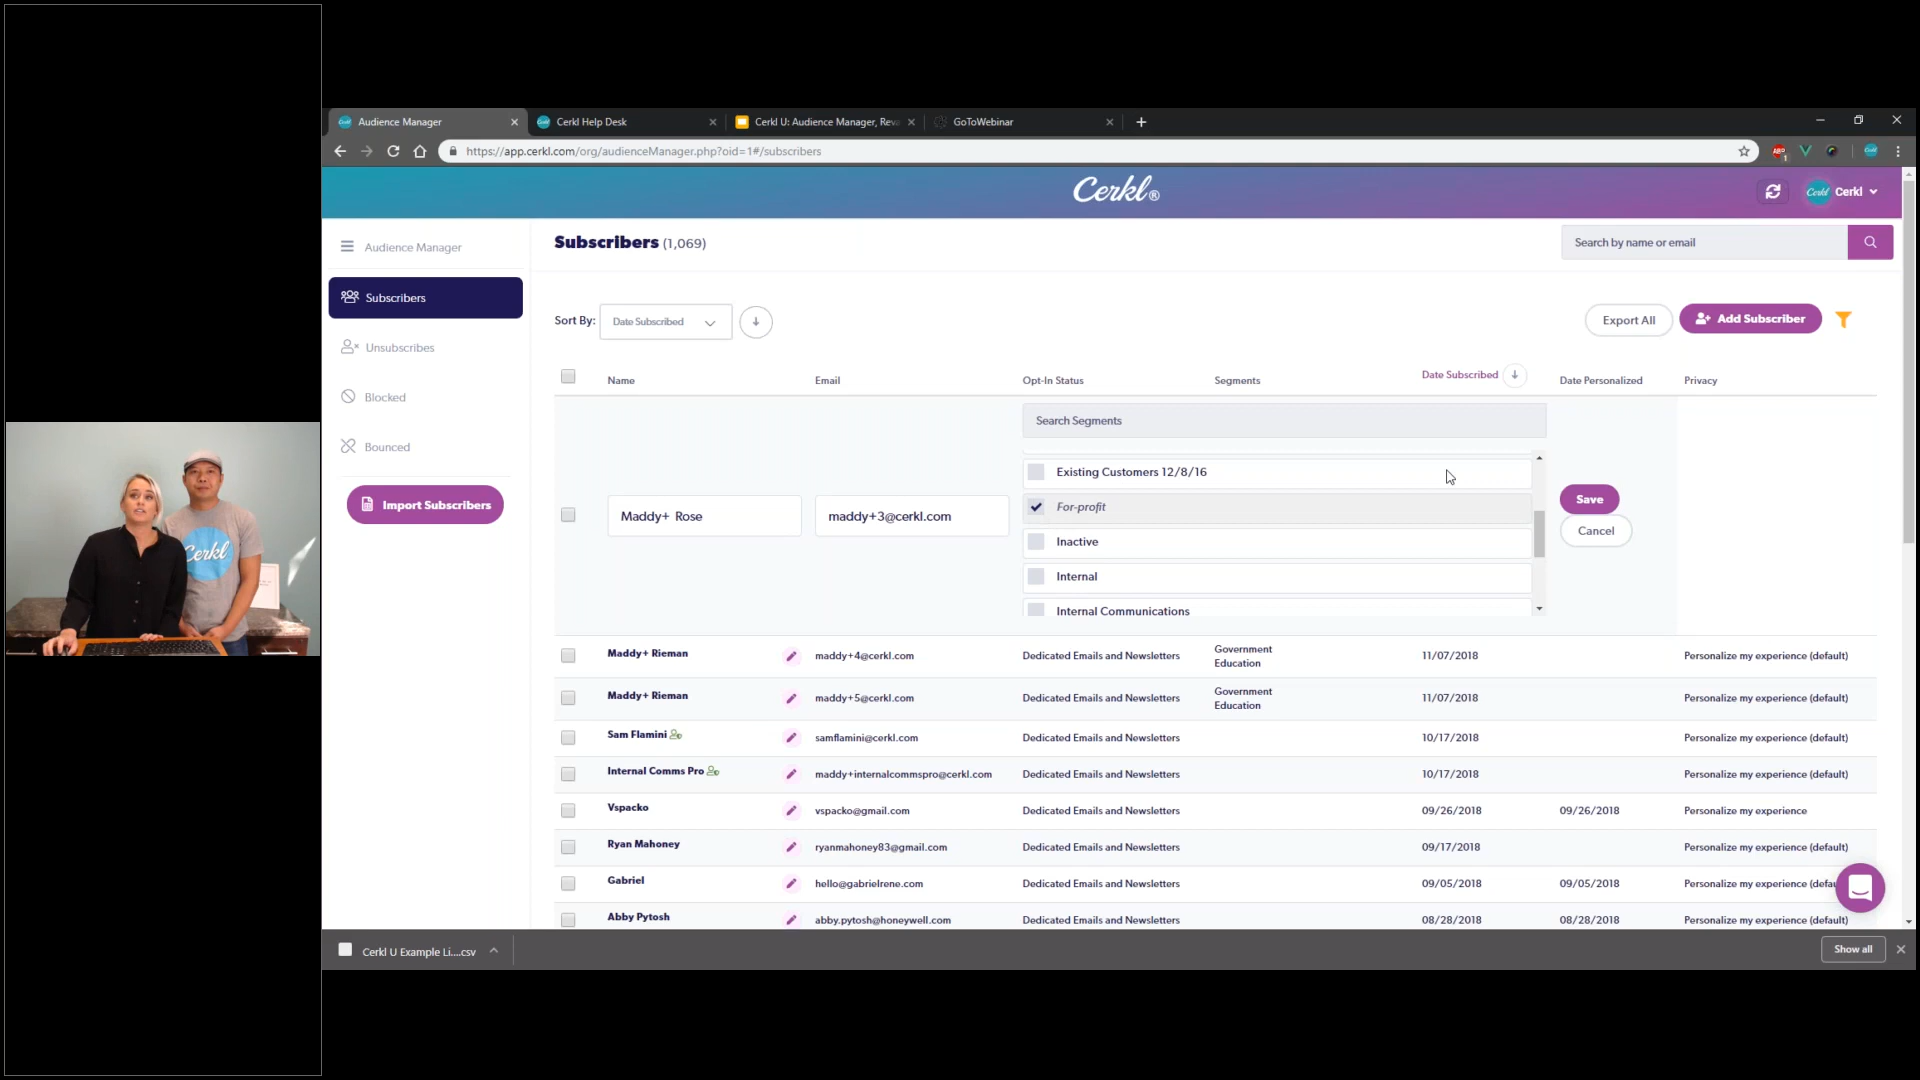 Audience Manager
Cerkl Help Desk
Cerkl U: Audience Manager, Reva
GoToWebinar
https://app.cerkl.com/org/audienceManager.php?oid=1#/subscribers
ABP 1
Cerkl®
Cerkl Cerkl
Audience Manager
Subscribers (1,069)
Search by name or email
Subscribers
Unsubscribes
Blocked
Bounced
Import Subscribers
Sort By: Date Subscribed
Export All
Add Subscriber
Name Email Opt-In Status Segments Date Subscribed Date Personalized Privacy
Search Segments
Existing Customers 12/8/16
For-profit
Inactive
Internal
Internal Communications
Maddy+ Rose
maddy+3@cerkl.com
Save
Cancel
Maddy+ Rieman maddy+4@cerkl.com Dedicated Emails and Newsletters Government Education 11/07/2018 Personalize my experience (default)
Maddy+ Rieman maddy+5@cerkl.com Dedicated Emails and Newsletters Government Education 11/07/2018 Personalize my experience (default)
Sam Flamini samflamini@cerkl.com Dedicated Emails and Newsletters 10/17/2018 Personalize my experience (default)
Internal Comms Pro maddy+internalcommspro@cerkl.com Dedicated Emails and Newsletters 10/17/2018 Personalize my experience (default)
Vspacko vspacko@gmail.com Dedicated Emails and Newsletters 09/26/2018 09/26/2018 Personalize my experience
Ryan Mahoney ryanmahoney83@gmail.com Dedicated Emails and Newsletters 09/17/2018 Personalize my experience (default)
Gabriel hello@gabrielrene.com Dedicated Emails and Newsletters 09/05/2018 09/05/2018 Personalize my experience (defau
Abby Pytosh abby.pytosh@honeywell.com Dedicated Emails and Newsletters 08/28/2018 08/28/2018 Personalize my experience (default)
Cerkl U Example Li....csv
Show all
Cerkl